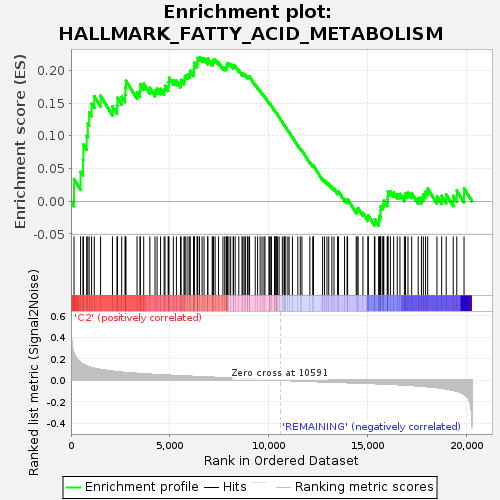 Enrichment plot:
HALLMARK_FATTY_ACID_METABOLISM
Enrichment score (ES)
0.20
0.15
0.10
0.05
0.00
-0.05
'C2' (positively correlated)
Ranked list metric (Signal2Noise)
0.6
0.4
0.2
0.0
-0.2
-0.4
Zero cross at 10591
'REMAINING' (negatively correlated)
0
5,000
10,000
15,000
20,000
Rank in Ordered Dataset
Enrichment profile
Hits
Ranking metric scores